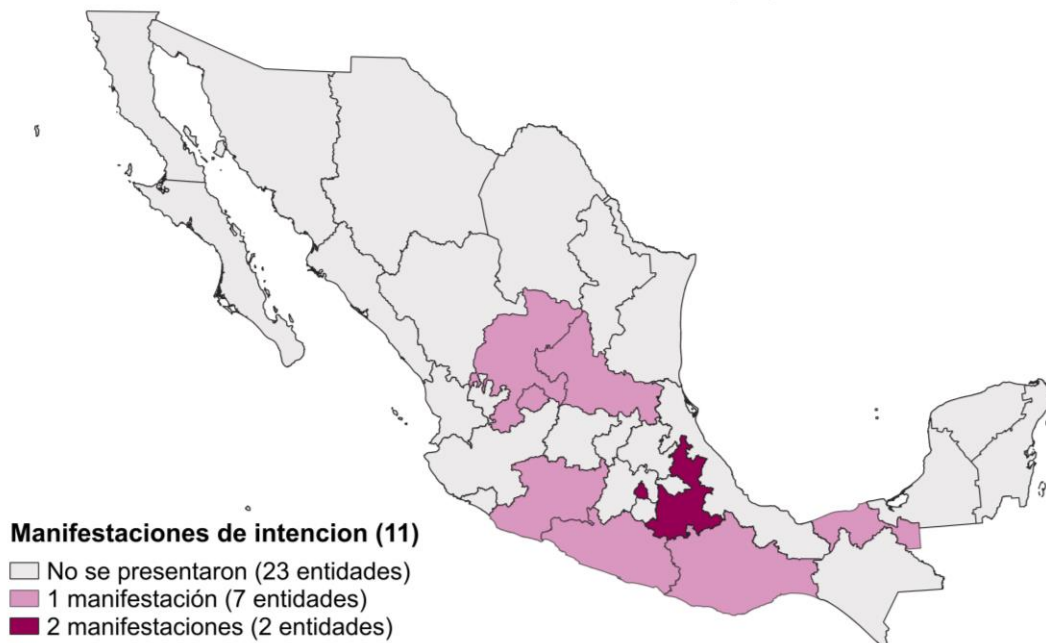 Manifestaciones de intencion (11)
No se presentaron (23 entidades)
1 manifestación (7 entidades)
2 manifestaciones (2 entidades)